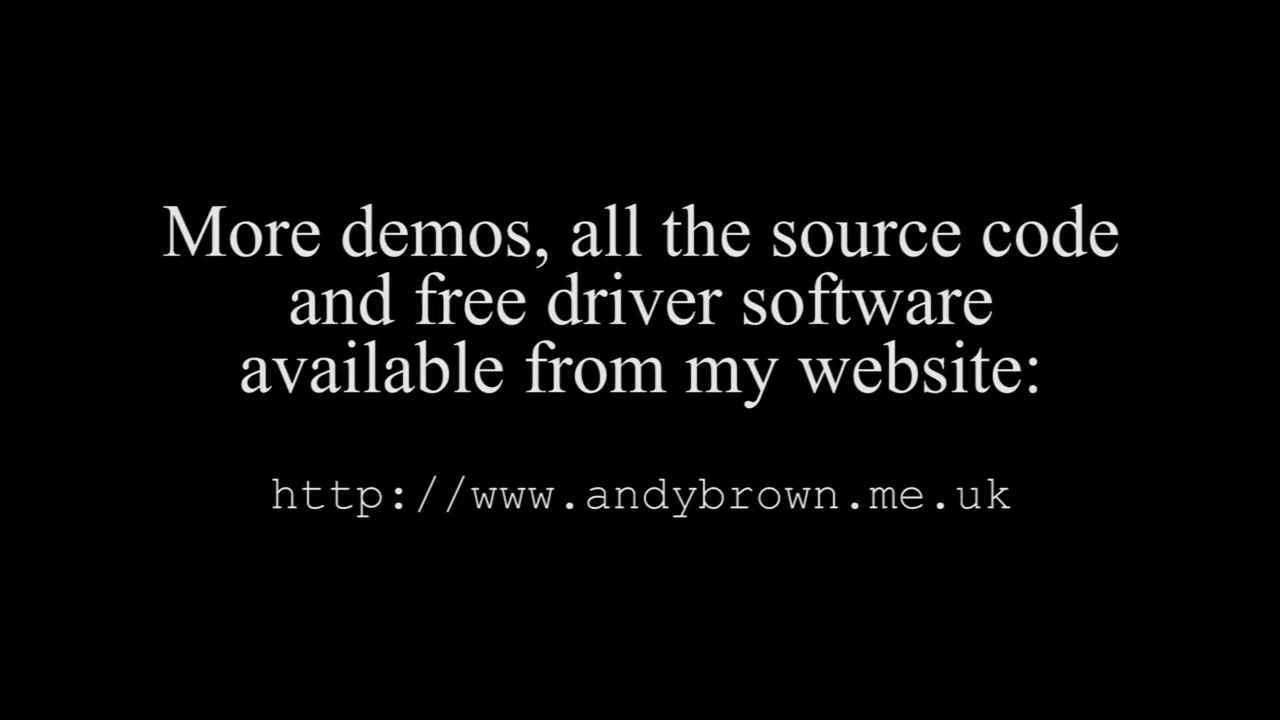 More demos, all the source code
and free driver software
available from my website:
http://www.andybrown.me.uk